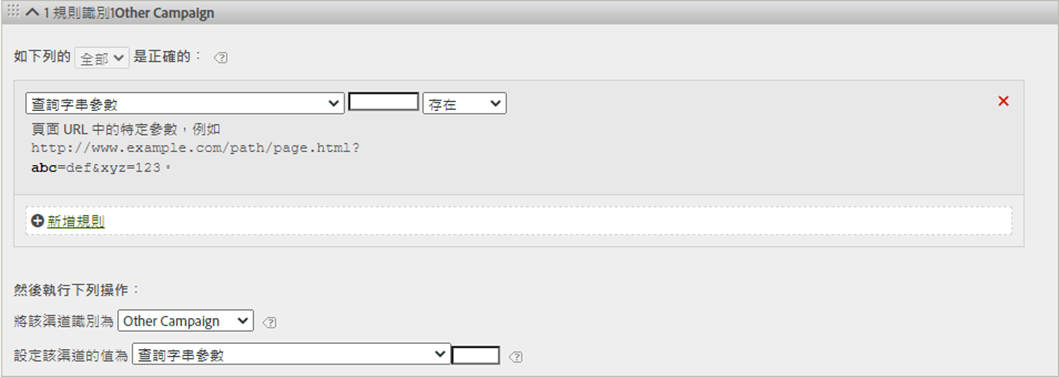 1 規則識別1Other Campaign
如下列的 全部 是正確的：
查詢字串參數 存在
頁面 URL 中的特定參數，例如
http://www.example.com/path/page.html?
abc=def&xyz=123。
新增規則
然後執行下列操作：
將該渠道識別為 Other Campaign
設定該渠道的值為 查詢字串參數